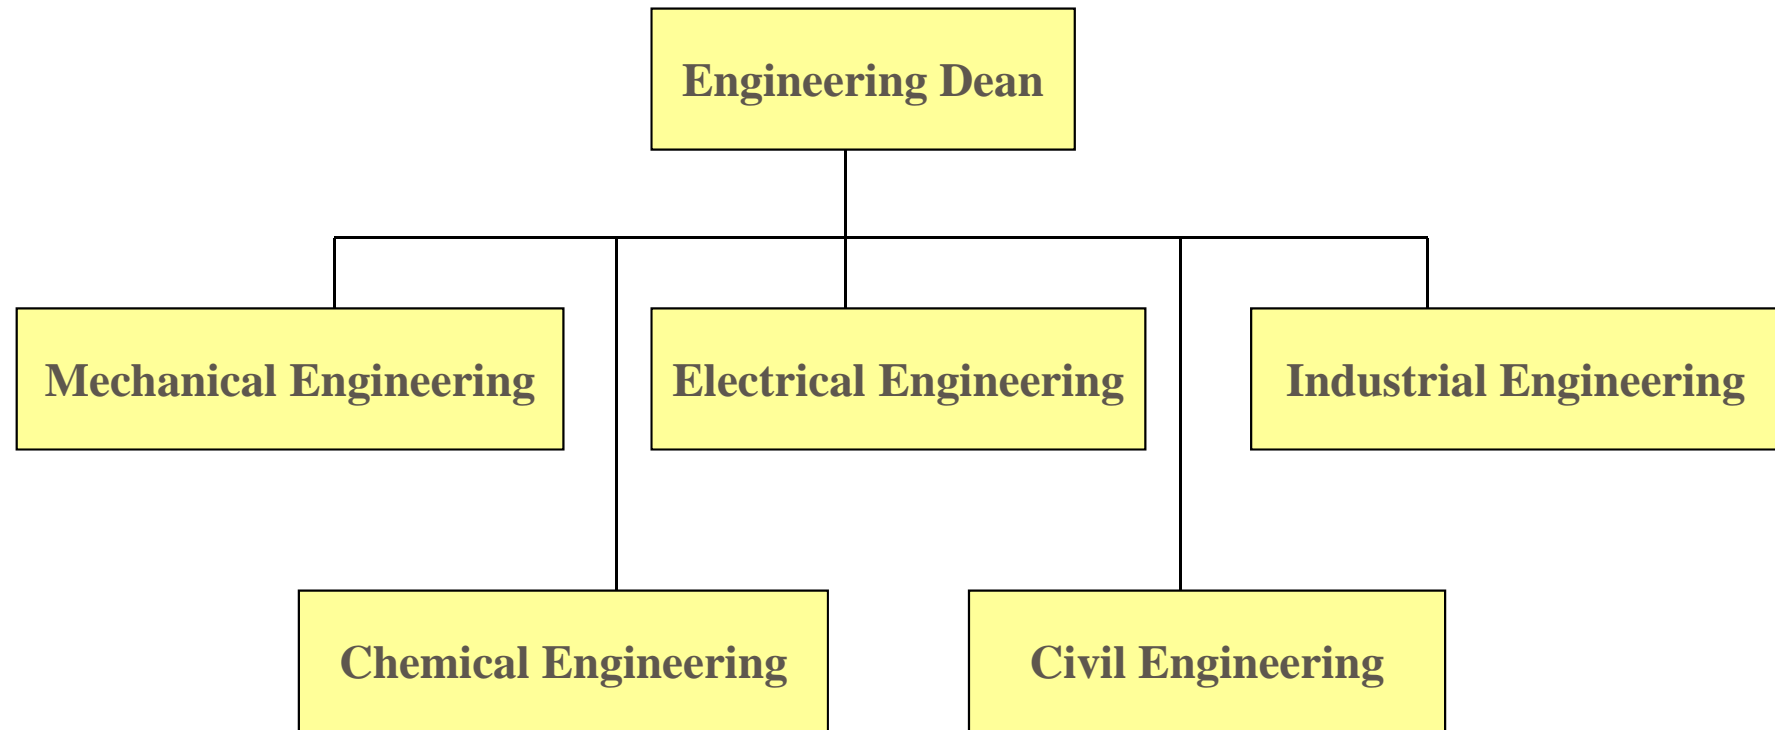 Engineering Dean
Mechanical Engineering
Electrical Engineering
Industrial Engineering
Chemical Engineering
Civil Engineering